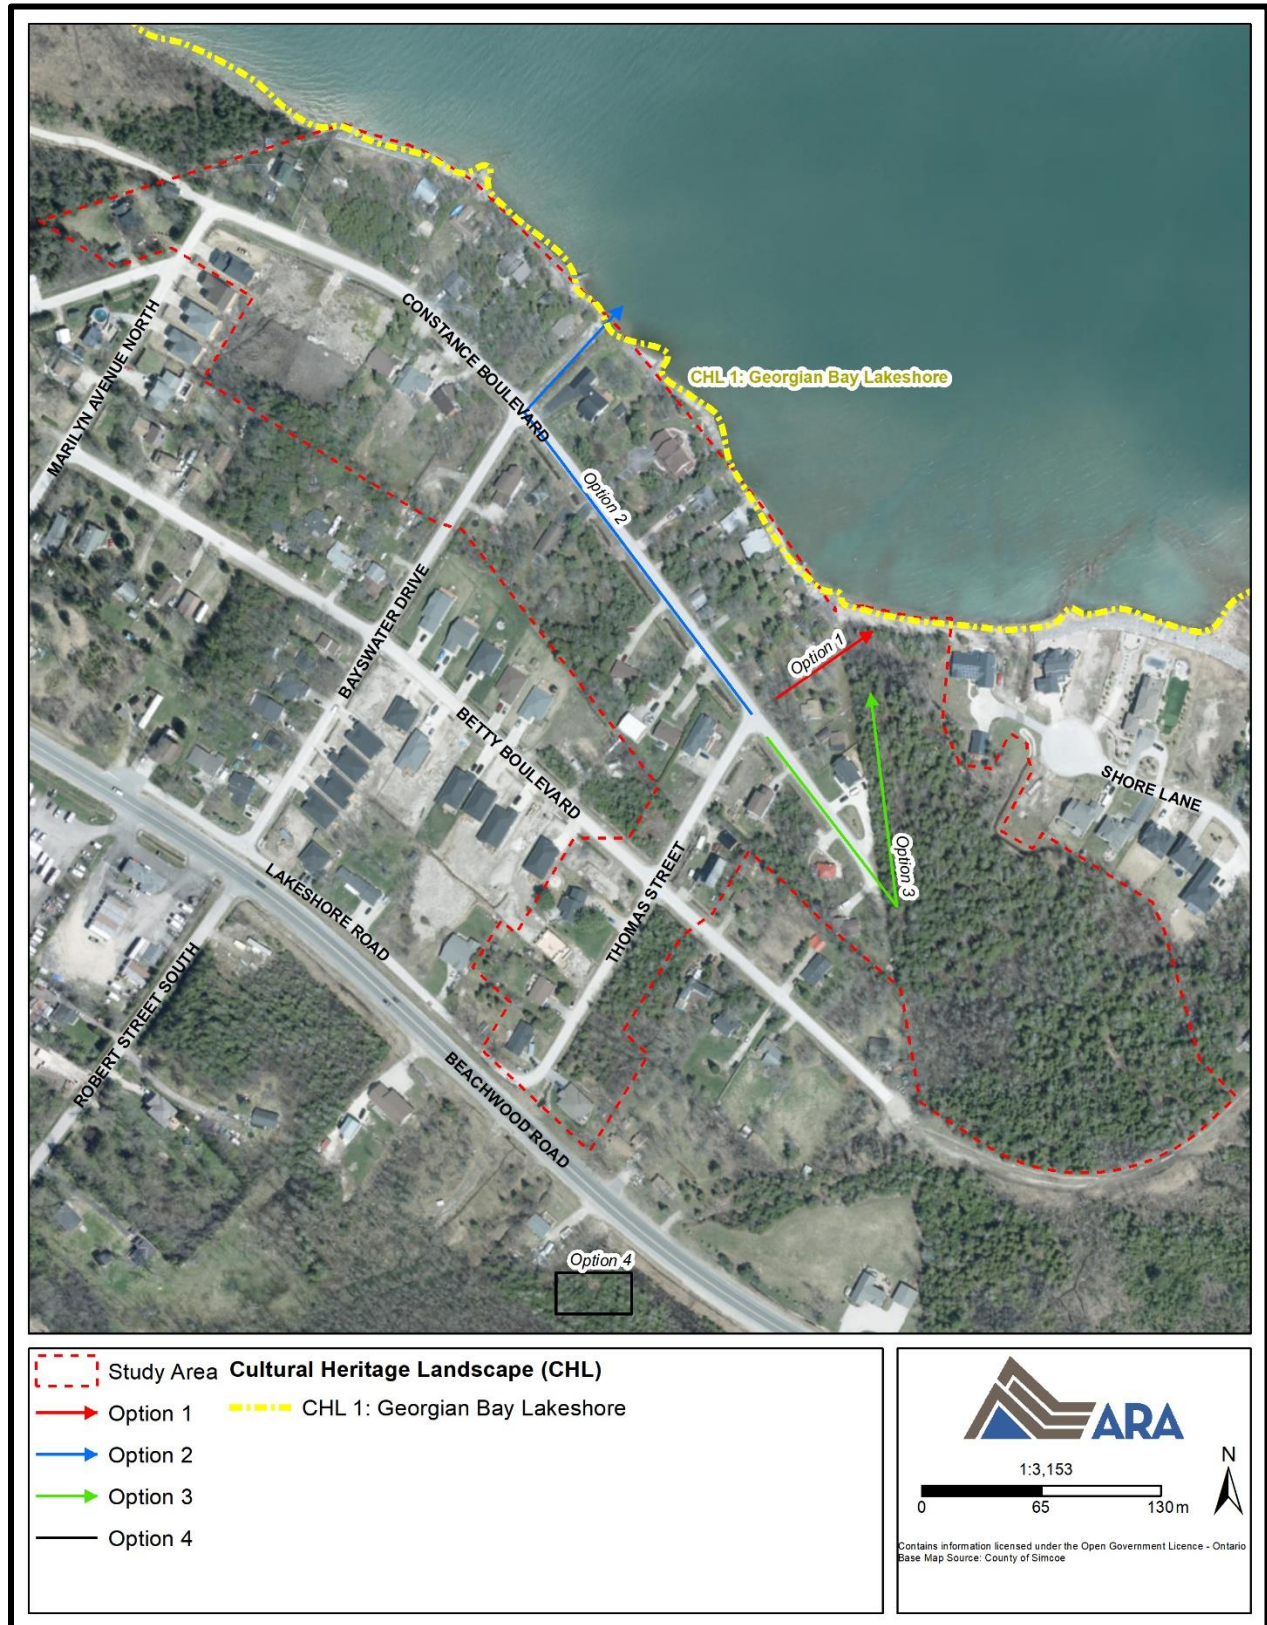 CONSTANCE BOULEVARD
MARILYN AVENUE NORTH
CHL 1: Georgian Bay Lakeshore
Option 2
BAYSWATER DRIVE
Option 1
BETTY BOULEVARD
SHORE LANE
Option 3
THOMAS STREET
LAKESHORE ROAD
ROBERT STREET SOUTH
BEACHWOOD ROAD
Option 4
Study Area
Option 1
Option 2
Option 3
Option 4
Cultural Heritage Landscape (CHL)
CHL 1: Georgian Bay Lakeshore
ARA
1:3,153
0 65 130 m
N
Contains information licensed under the Open Government Licence - Ontario
Base Map Source: County of Simcoe